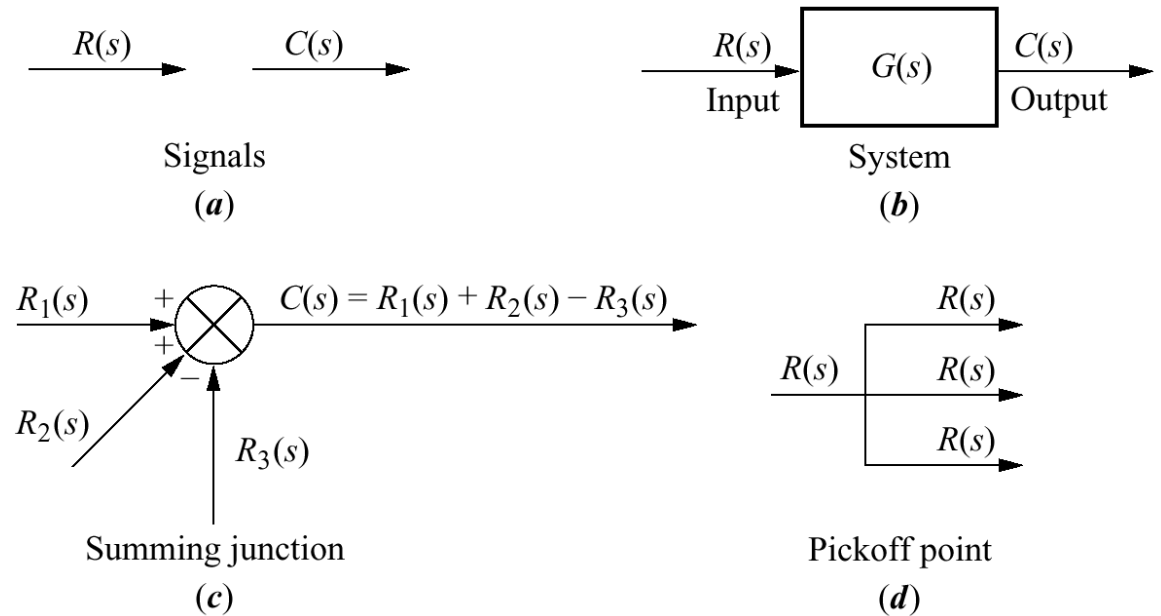 R(s) C(s)
Signals
(a)
R(s) G(s) C(s)
Input Output
System
(b)
R₁(s) + C(s) = R₁(s) + R₂(s) − R₃(s)
+
−
R₂(s)
R₃(s)
Summing junction
(c)
R(s)
R(s) R(s)
R(s)
Pickoff point
(d)